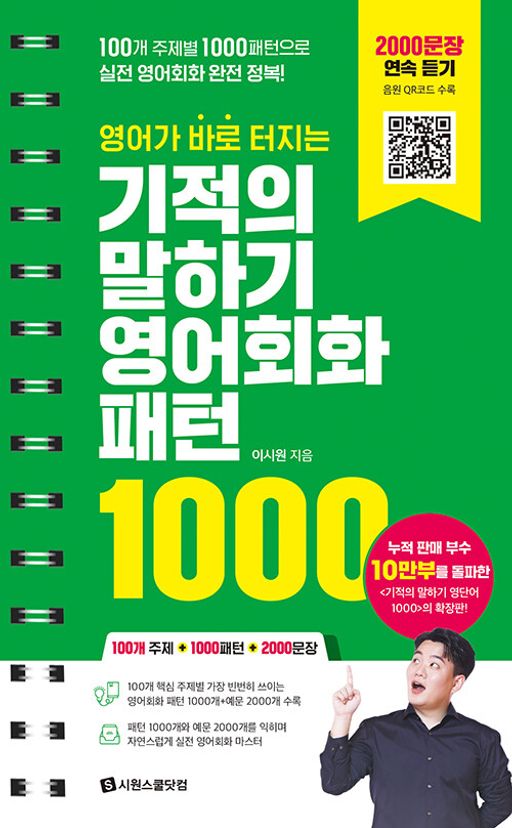 100개 주제별 1000패턴으로
실전 영어회화 완전 정복!
2000문장
연속 듣기
음원 QR코드 수록
영어가 바로 터지는
기적의
말하기
영어회화
패턴
이시원 지음
1000
누적 판매 부수
10만부를 돌파한
<기적의 말하기 영단어
1000>의 확장판!
100개 주제 + 1000패턴 + 2000문장
100개 핵심 주제별 가장 빈번히 쓰이는
영어회화 패턴 1000개+예문 2000개 수록
패턴 1000개와 예문 2000개를 익히며
자연스럽게 실전 영어회화 마스터
S 시원스쿨닷컴